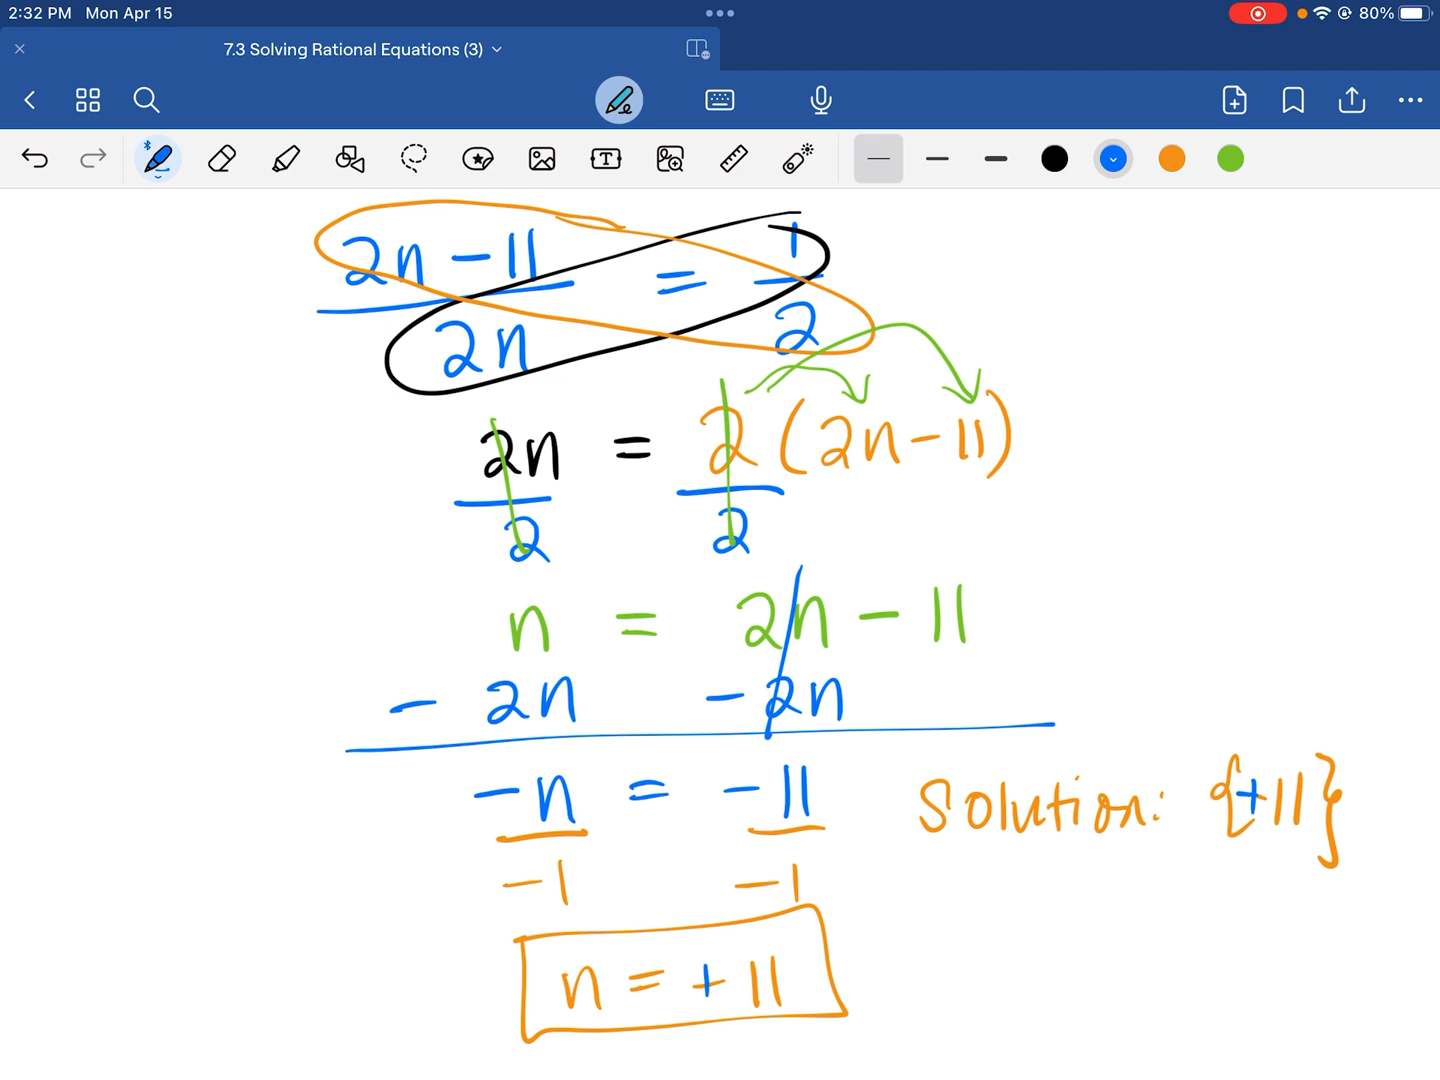 2:32 PM Mon Apr 15
80%
7.3 Solving Rational Equations (3)
2n - 11 = 1
2n 2
2n = 2 (2n - 11)
2 2
n = 2n - 11
- 2n - 2n
-n = -11
Solution: {+11}
-1 -1
n = + 11